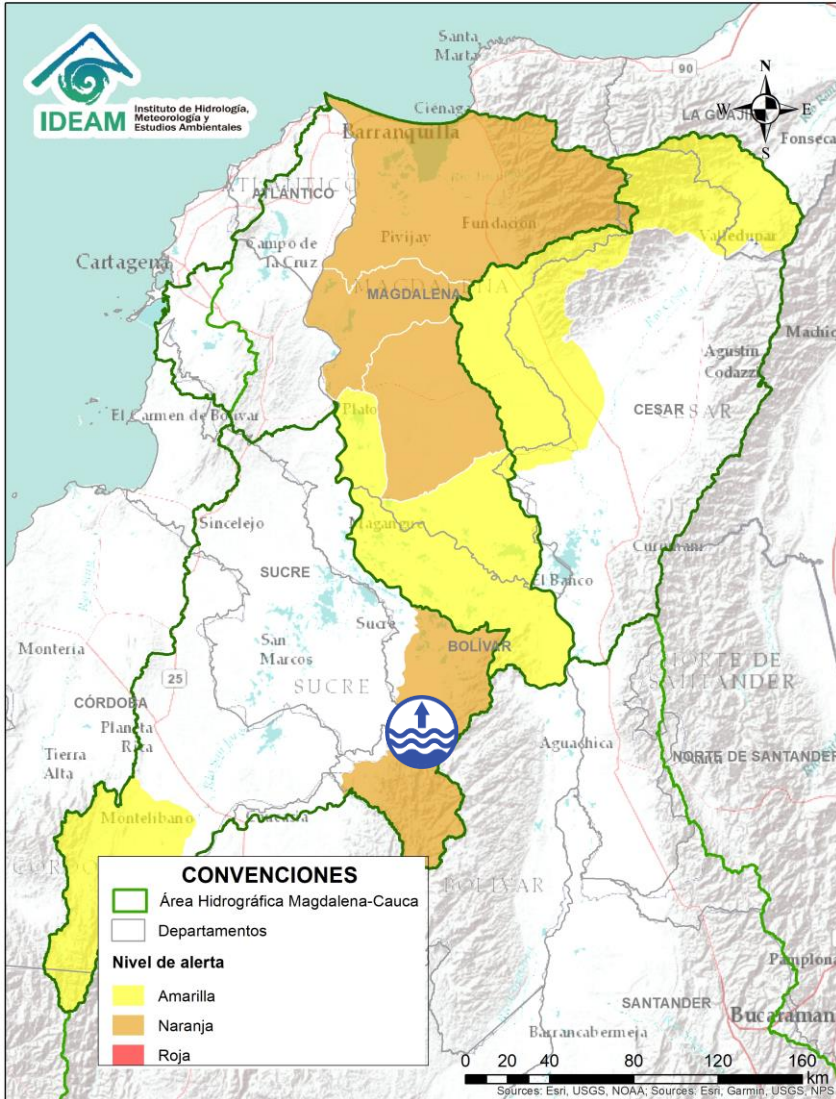 IDEAM
Instituto de Hidrología,
Meteorología y
Estudios Ambientales
Santa
Marta
90
N
W
E
S
Ciénaga
LA GUAJIRA
Fonseca
Barranquilla
ATLÁNTICO
Valledupar
Campo de
la Cruz
Pivijay
Fundación
Cartagena
MAGDALENA
MAGDALENA
Agustín
Codazzi
El Carmen de Bolívar
Plato
CESAR
CESAR
Sincelejo
Magangué
SUCRE
El Banco
Sucre
San
Marcos
BOLÍVAR
Montería
25
SUCRE
NORTE DE
SANTANDER
CÓRDOBA
Planeta
Rica
Aguachica
Tierra
Alta
NORTE DE SANTANDER
Montelíbano
BOLÍVAR
CONVENCIONES
Área Hidrográfica Magdalena-Cauca
Departamentos
Nivel de alerta
Amarilla
Naranja
Roja
Pamplona
SANTANDER
Bucaraman
Barrancabermeja
0 20 40 80 120 160
km
Sources: Esri, USGS, NOAA; Sources: Esri, Garmin, USGS, NPS